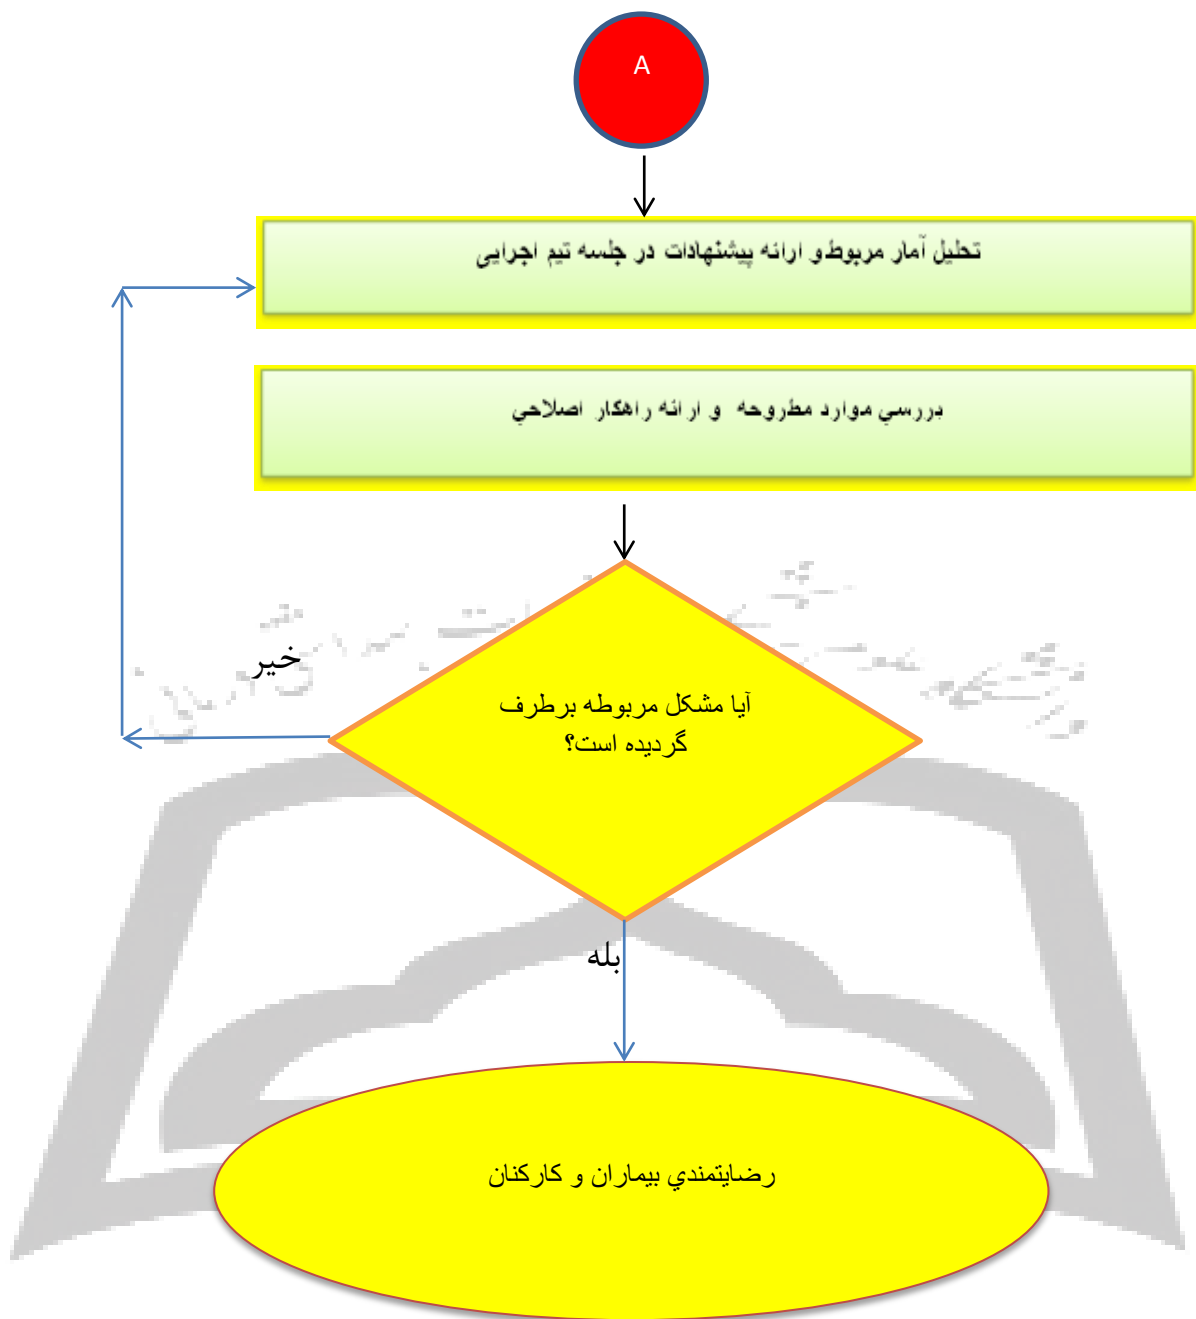 A
تحلیل آمار مربوطه و ارائه پیشنهادات در جلسه تیم اجرایی
بررسي موارد مطروحه و ارائه راهکار اصلاحي
خیر
آیا مشکل مربوطه برطرف
گردیده است؟
بله
رضایتمندي بیماران و کارکنان